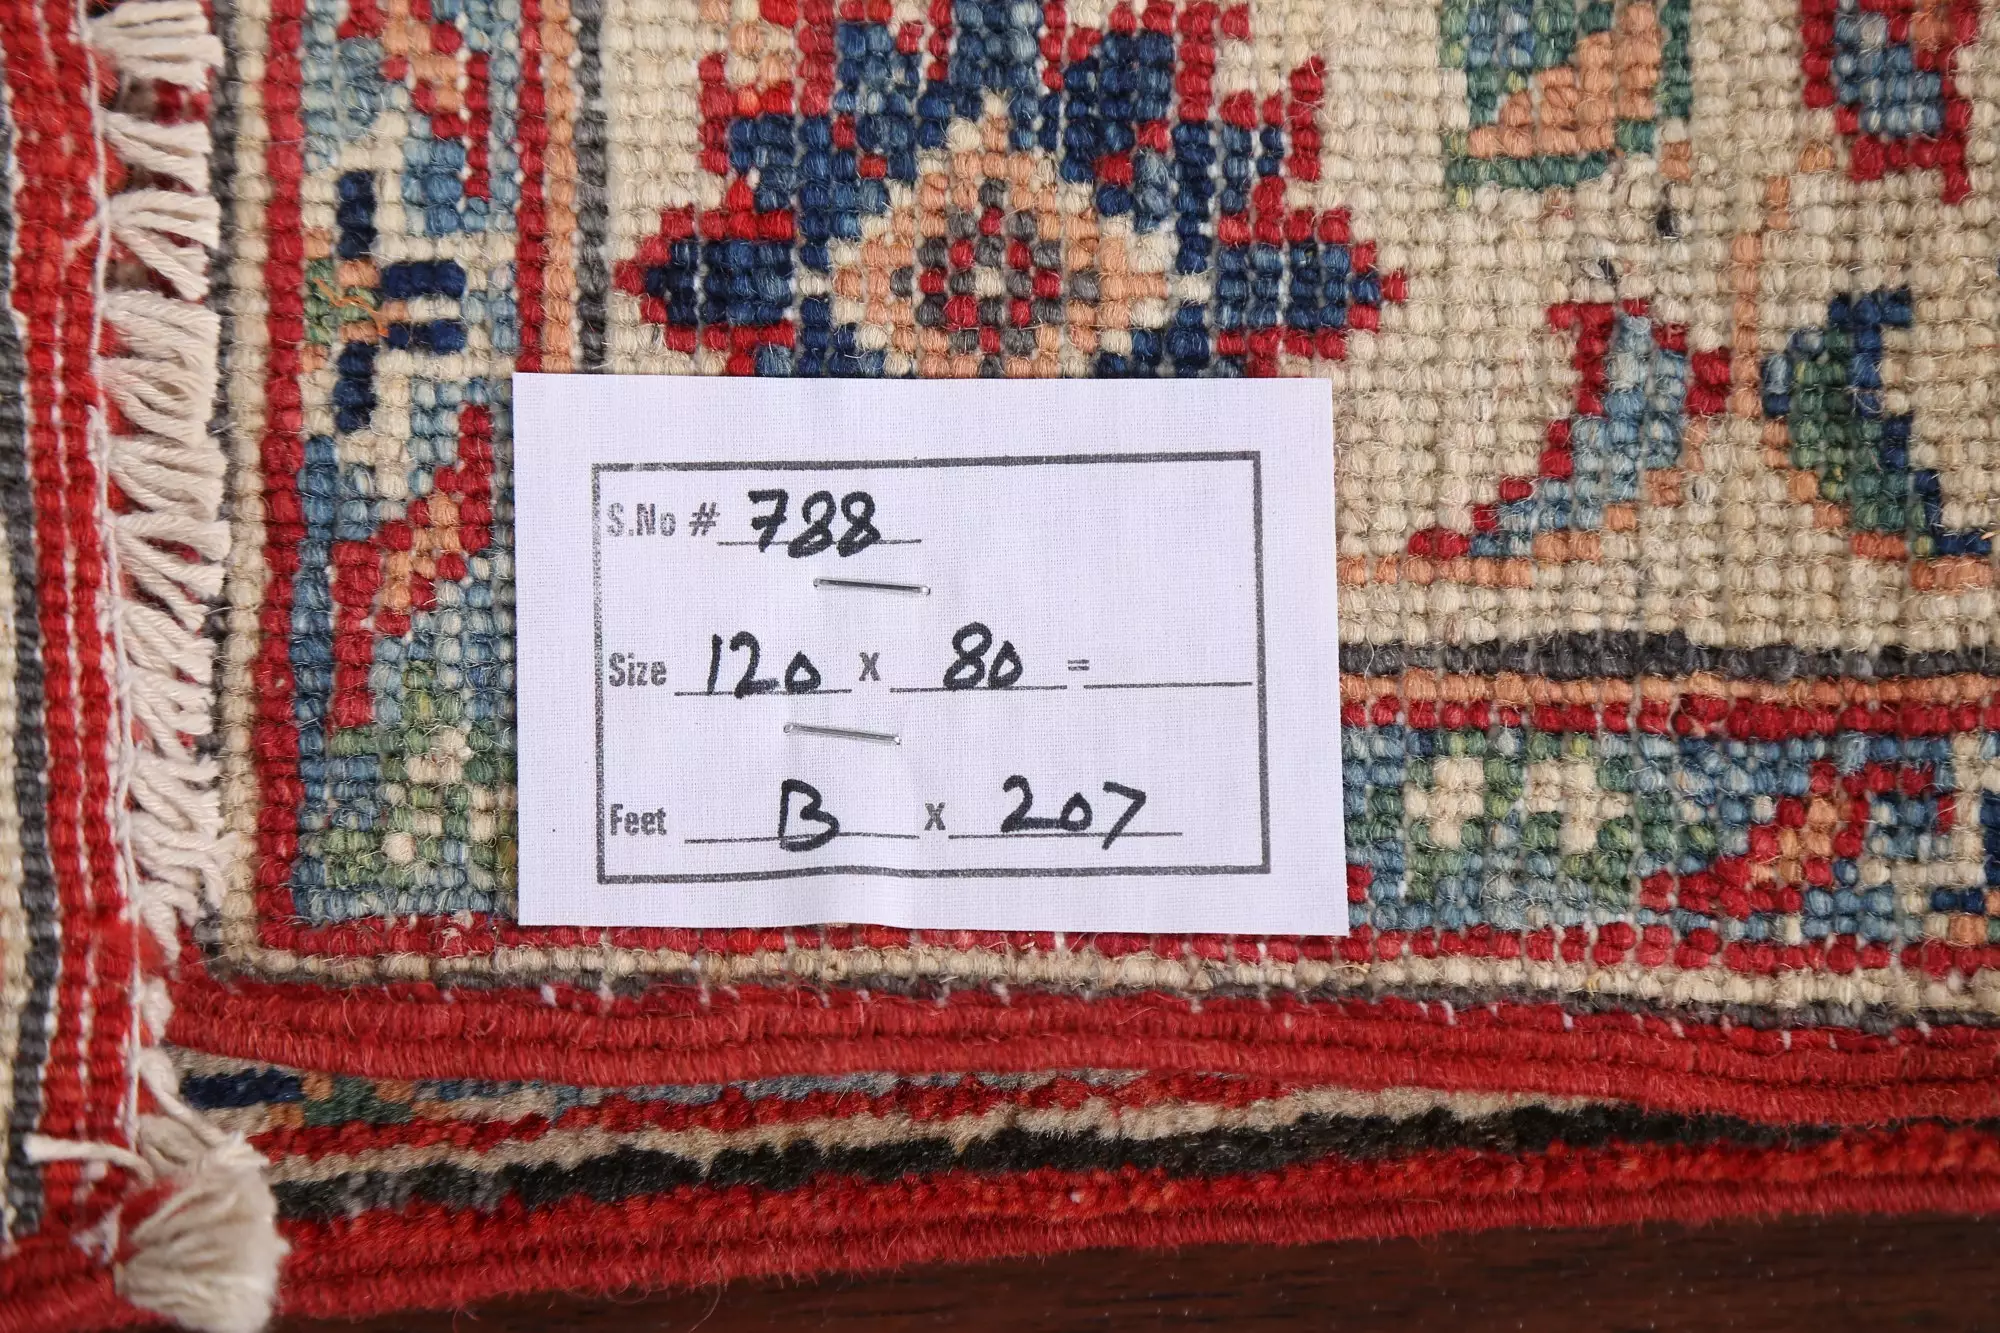 S.No # 788
Size 120 x 80 =
Feet B x 207